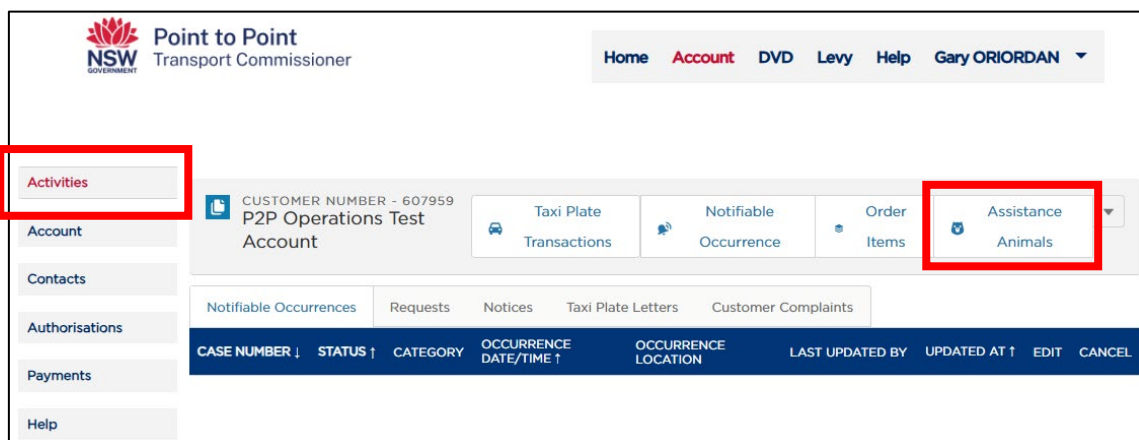 NSW
GOVERNMENT
Point to Point
Transport Commissioner
Home Account DVD Levy Help Gary ORIORDAN
Activities
Account
Contacts
Authorisations
Payments
Help
CUSTOMER NUMBER - 607959
P2P Operations Test
Account
Taxi Plate
Transactions
Notifiable
Occurrence
Order
Items
Assistance
Animals
Notifiable Occurrences Requests Notices Taxi Plate Letters Customer Complaints
CASE NUMBER ↓ STATUS ↑ CATEGORY OCCURRENCE DATE/TIME ↑ OCCURRENCE LOCATION LAST UPDATED BY UPDATED AT ↑ EDIT CANCEL